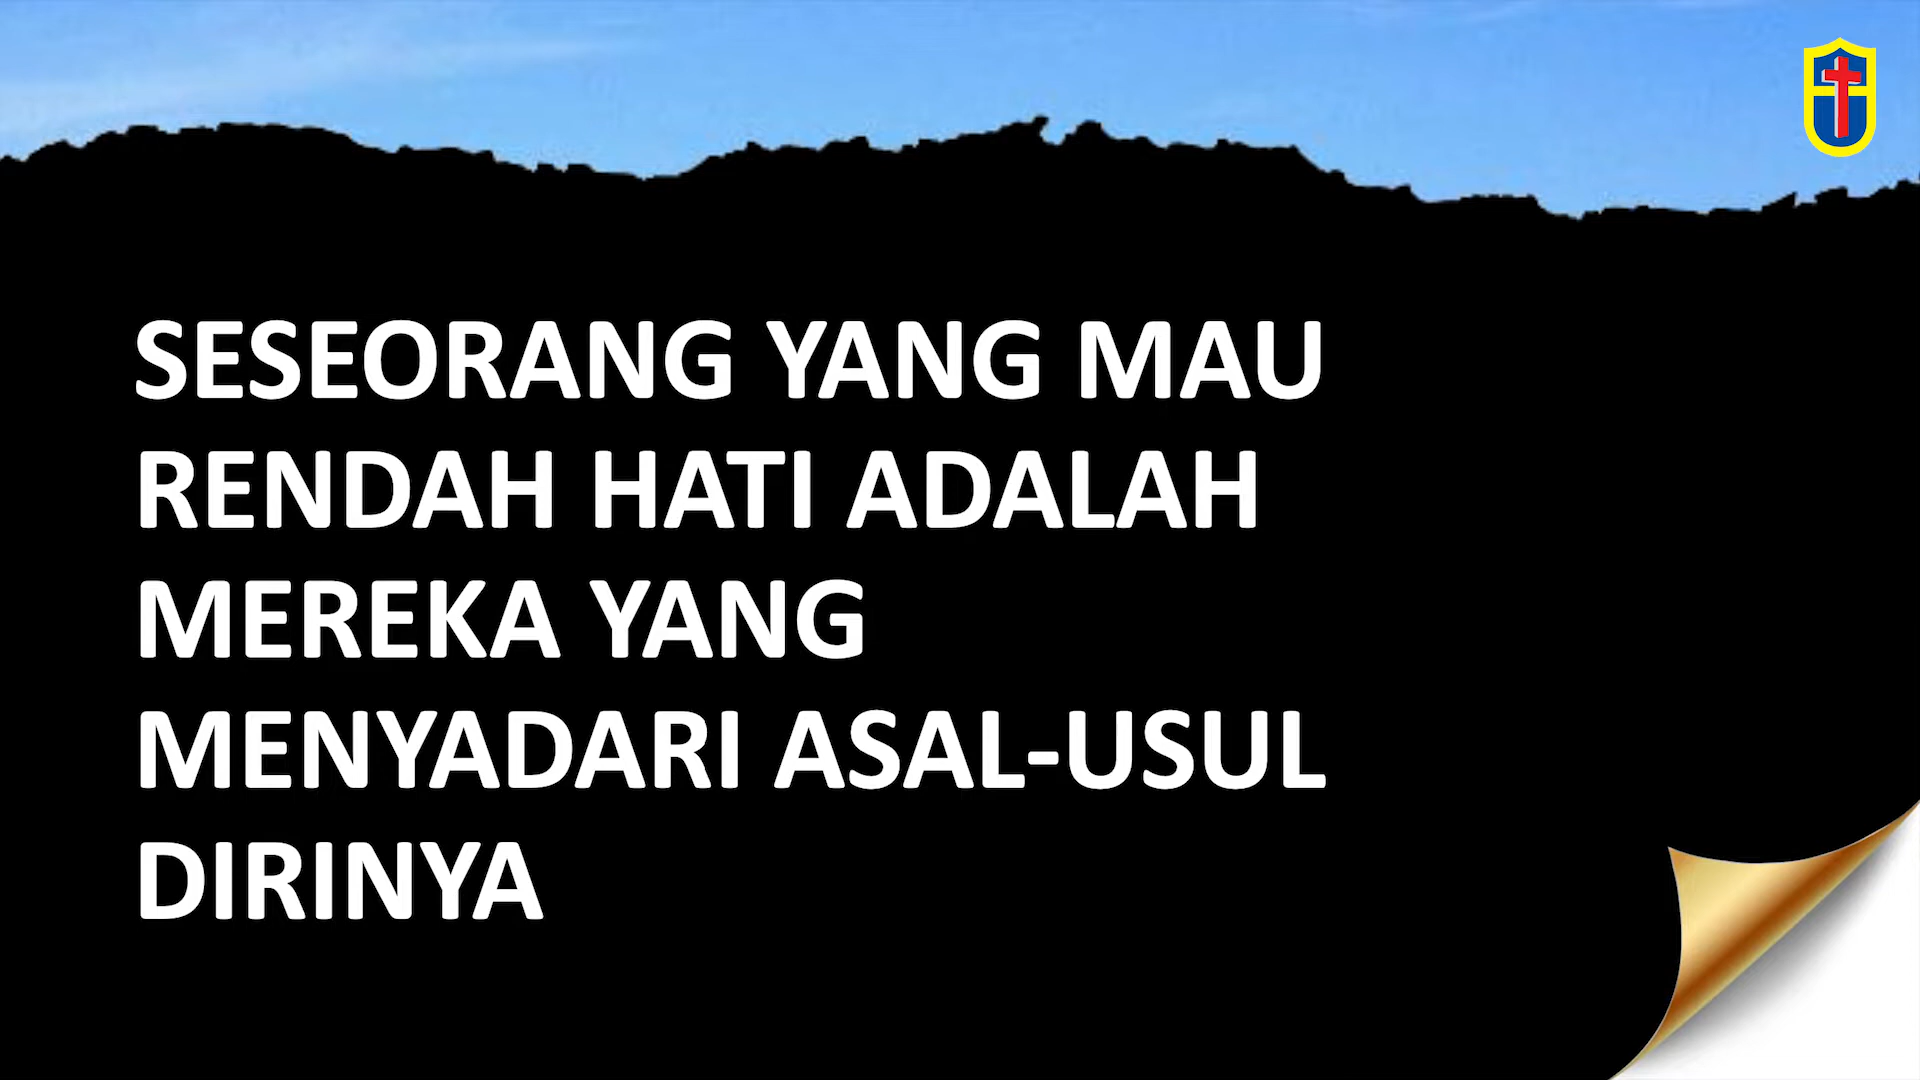 SESEORANG YANG MAU
RENDAH HATI ADALAH
MEREKA YANG
MENYADARI ASAL-USUL
DIRINYA